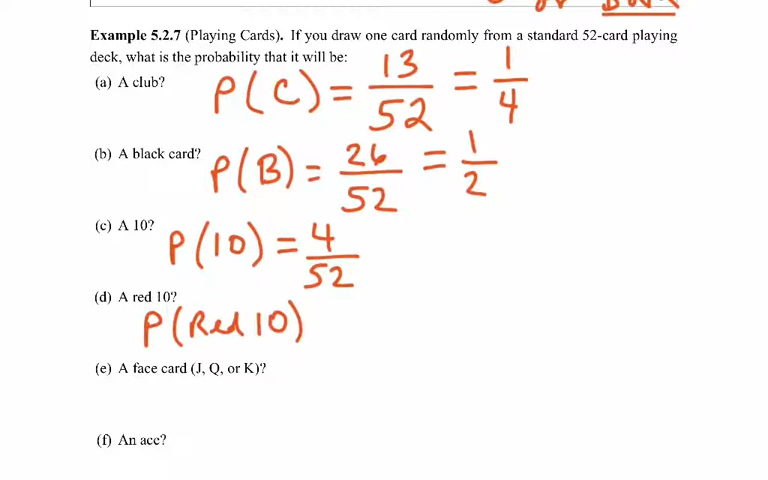 Example 5.2.7 (Playing Cards). If you draw one card randomly from a standard 52-card playing
deck, what is the probability that it will be:
(a) A club? P(C) = 13/52 = 1/4
(b) A black card? P(B) = 26/52 = 1/2
(c) A 10? P(10) = 4/52
(d) A red 10?
P(Red 10)
(e) A face card (J, Q, or K)?
(f) An ace?